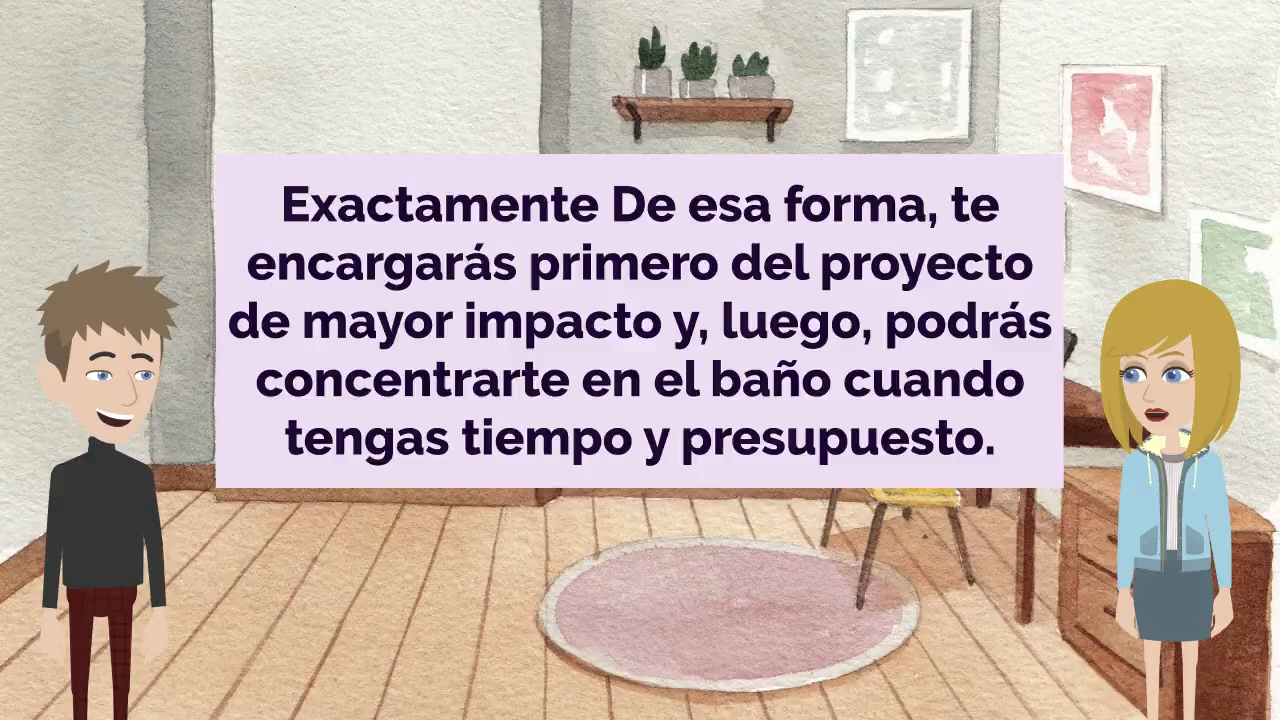 Exactamente De esa forma, te
encargarás primero del proyecto
de mayor impacto y, luego, podrás
concentrarte en el baño cuando
tengas tiempo y presupuesto.